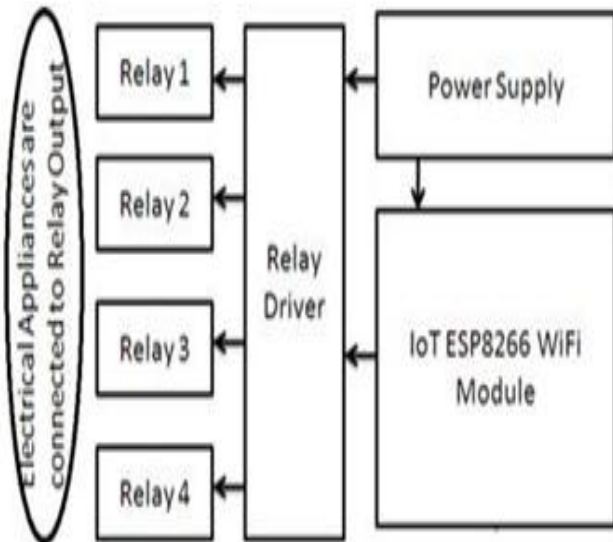 Electrical Appliances are
connected to Relay Output
Relay 1
Relay 2
Relay 3
Relay 4
Relay
Driver
Power Supply
IoT ESP8266 WiFi
Module